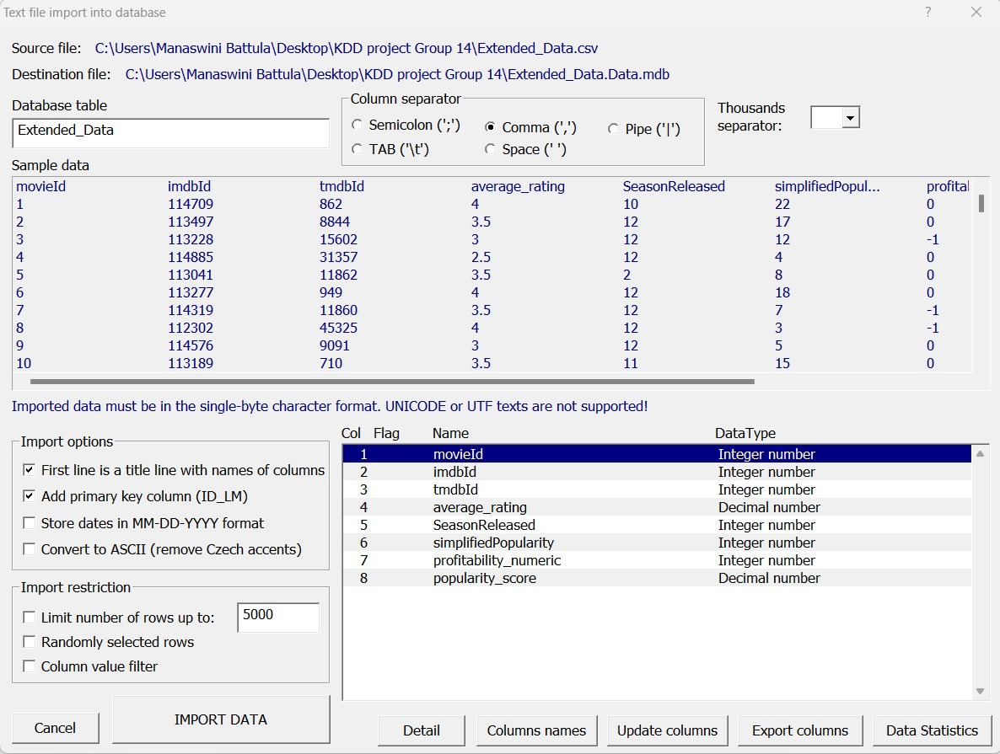 Text file import into database ?
Source file: C:\Users\Manaswini Battula\Desktop\KDD project Group 14\Extended_Data.csv
Destination file: C:\Users\Manaswini Battula\Desktop\KDD project Group 14\Extended_Data.Data.mdb
Database table
Extended_Data
Column separator
Semicolon (';') Comma (',') Pipe ('|')
TAB ('\t') Space (' ')
Thousands
separator:
Sample data
movieId imdbId tmdbId average_rating SeasonReleased simplifiedPopul... profital
1 114709 862 4 10 22 0
2 113497 8844 3.5 12 17 0
3 113228 15602 3 12 12 -1
4 114885 31357 2.5 12 4 0
5 113041 11862 3.5 2 8 0
6 113277 949 4 12 18 0
7 114319 11860 3.5 12 7 -1
8 112302 45325 4 12 3 -1
9 114576 9091 3 12 5 0
10 113189 710 3.5 11 15 0
Imported data must be in the single-byte character format. UNICODE or UTF texts are not supported!
Import options
First line is a title line with names of columns
Add primary key column (ID_LM)
Store dates in MM-DD-YYYY format
Convert to ASCII (remove Czech accents)
Import restriction
Limit number of rows up to: 5000
Randomly selected rows
Column value filter
Col Flag Name DataType
1 movieId Integer number
2 imdbId Integer number
3 tmdbId Integer number
4 average_rating Decimal number
5 SeasonReleased Integer number
6 simplifiedPopularity Integer number
7 profitability_numeric Integer number
8 popularity_score Decimal number
Cancel IMPORT DATA Detail Columns names Update columns Export columns Data Statistics